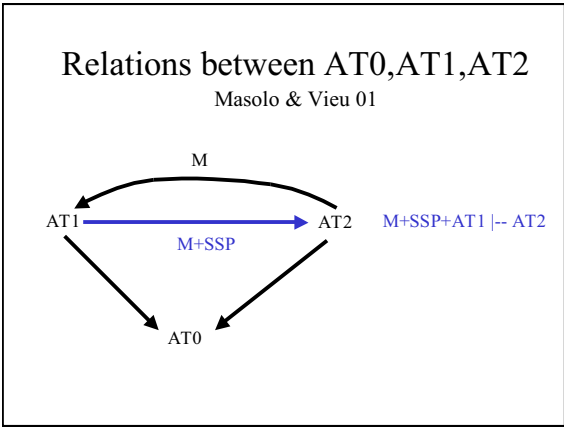 Relations between AT0,AT1,AT2
Masolo & Vieu 01
M
AT1
AT2
M+SSP+AT1 |-- AT2
M+SSP
AT0